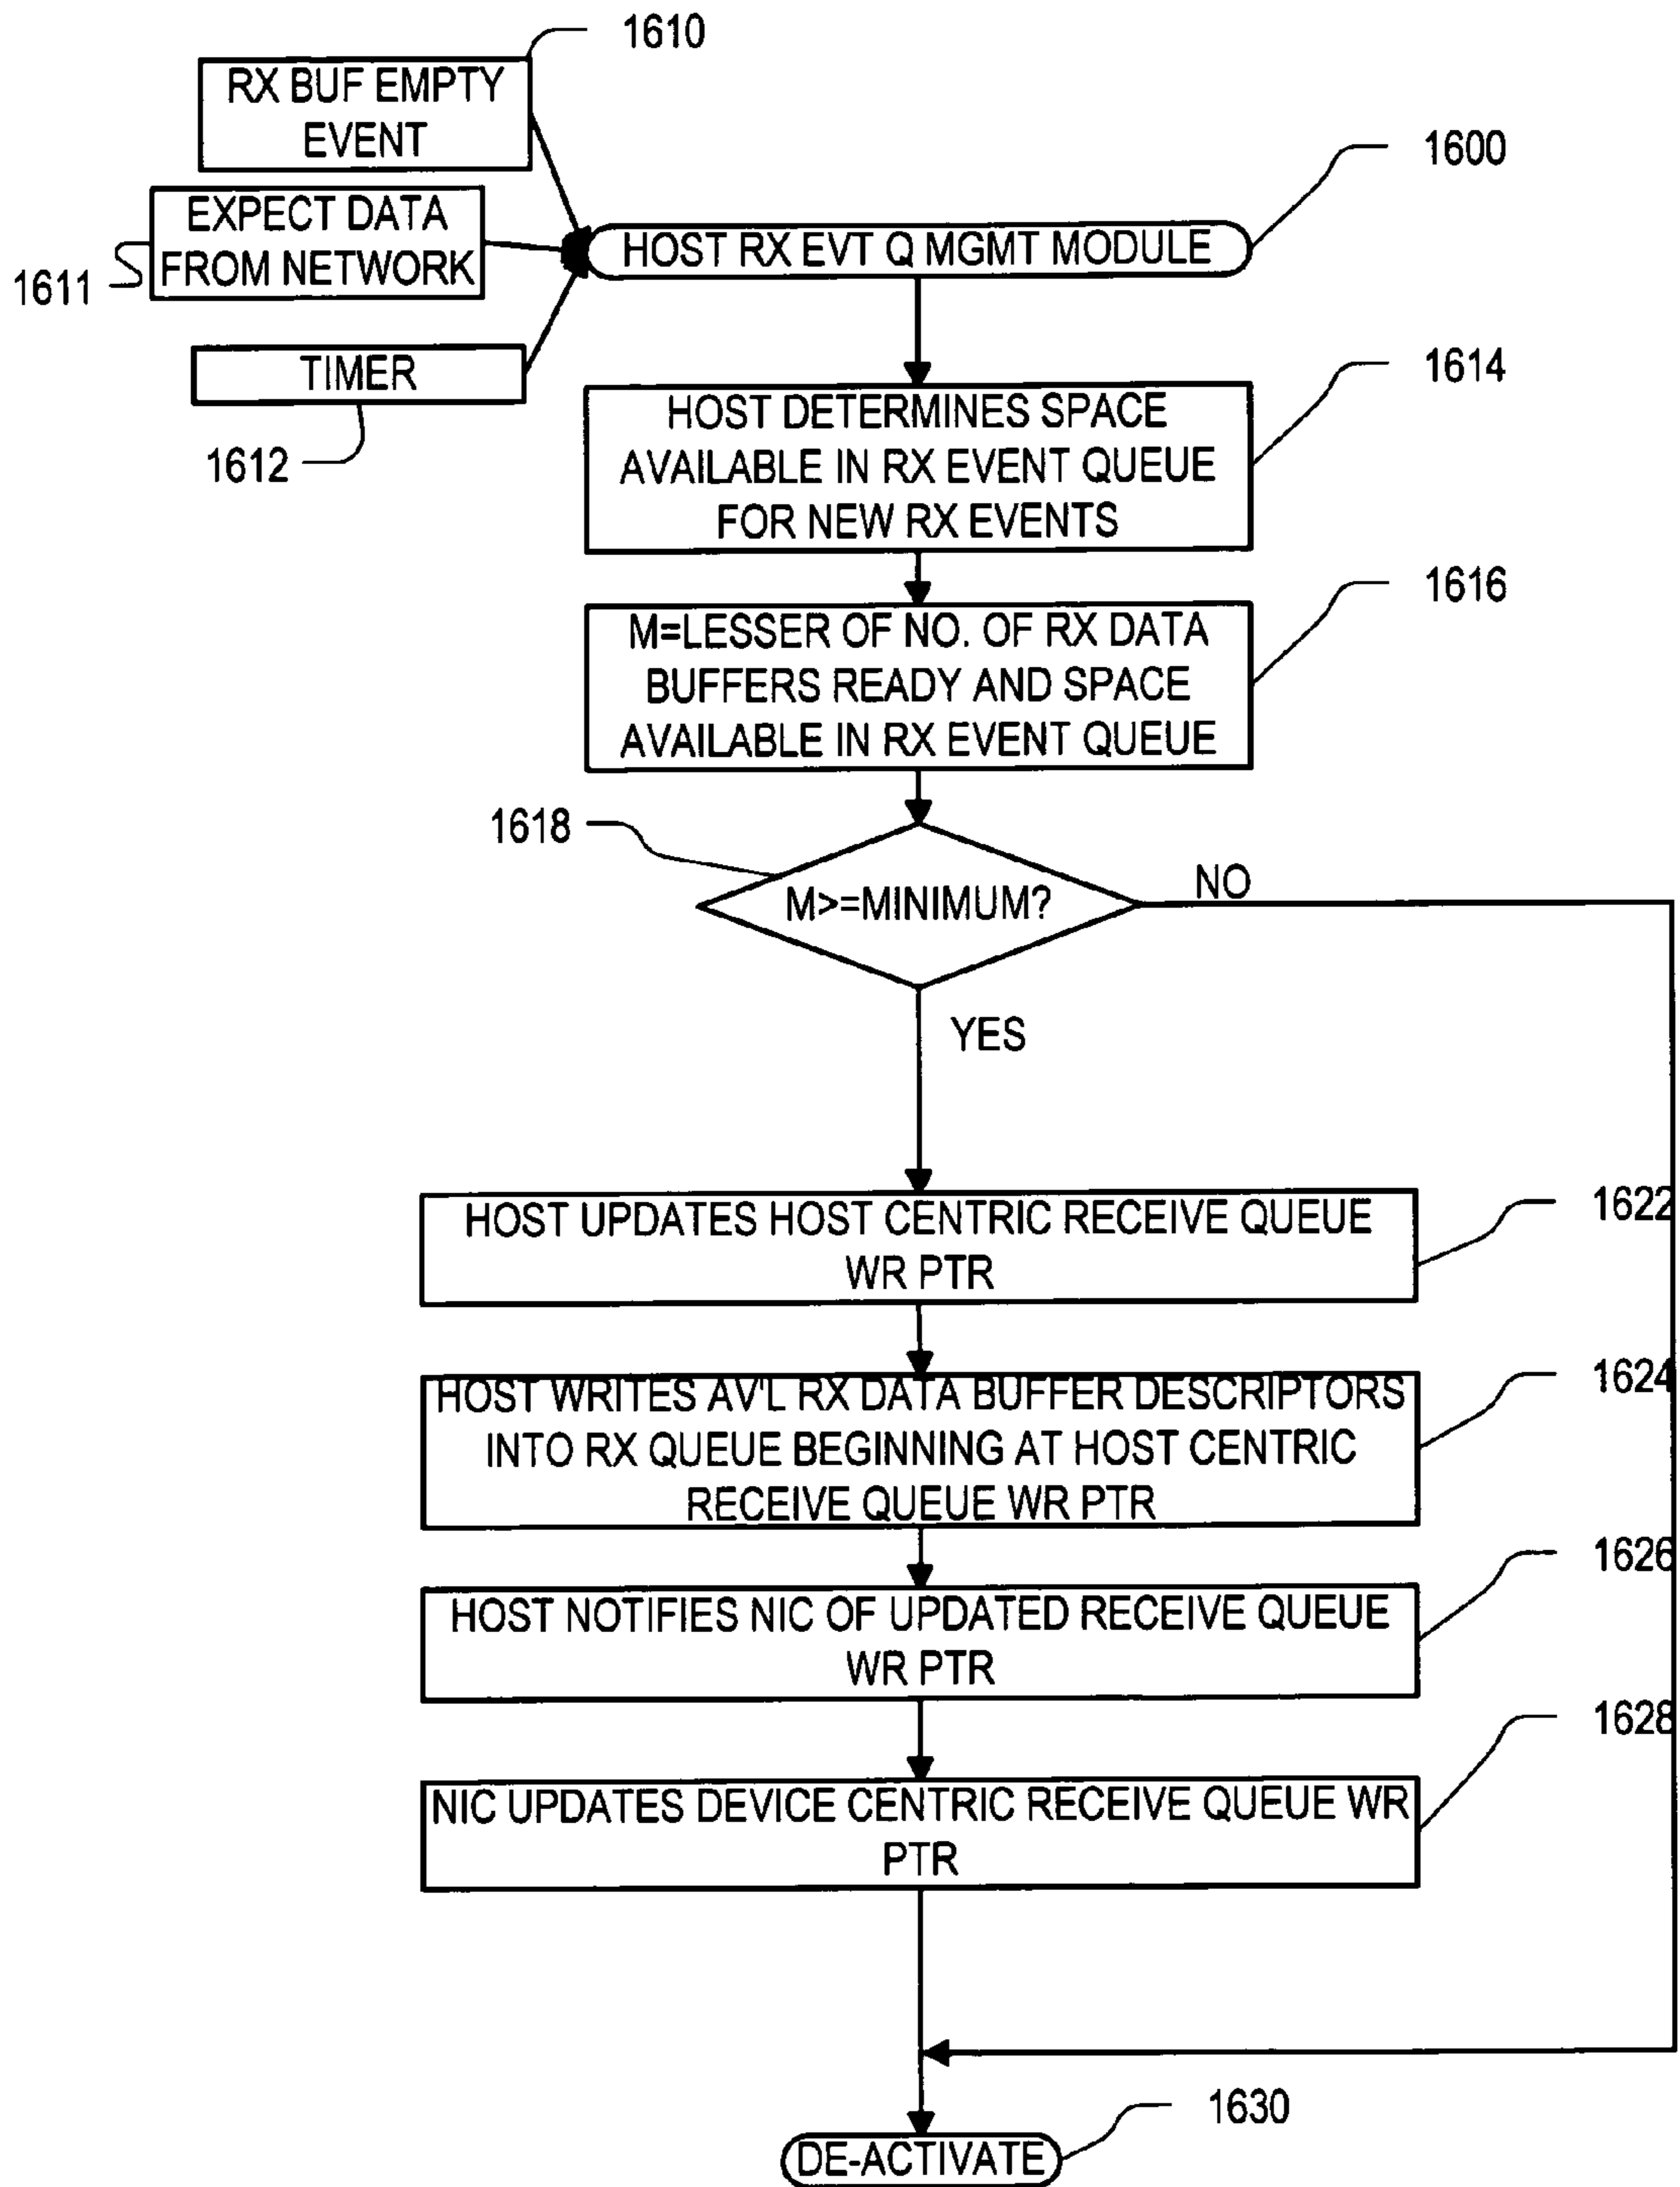 1610
RX BUF EMPTY
EVENT
1600
EXPECT DATA
FROM NETWORK
1611
HOST RX EVT Q MGMT MODULE
TIMER
1612
1614
HOST DETERMINES SPACE
AVAILABLE IN RX EVENT QUEUE
FOR NEW RX EVENTS
1616
M=LESSER OF NO. OF RX DATA
BUFFERS READY AND SPACE
AVAILABLE IN RX EVENT QUEUE
1618
M>=MINIMUM?
NO
YES
1622
HOST UPDATES HOST CENTRIC RECEIVE QUEUE
WR PTR
1624
HOST WRITES AV'L RX DATA BUFFER DESCRIPTORS
INTO RX QUEUE BEGINNING AT HOST CENTRIC
RECEIVE QUEUE WR PTR
1626
HOST NOTIFIES NIC OF UPDATED RECEIVE QUEUE
WR PTR
1628
NIC UPDATES DEVICE CENTRIC RECEIVE QUEUE WR
PTR
1630
DE-ACTIVATE